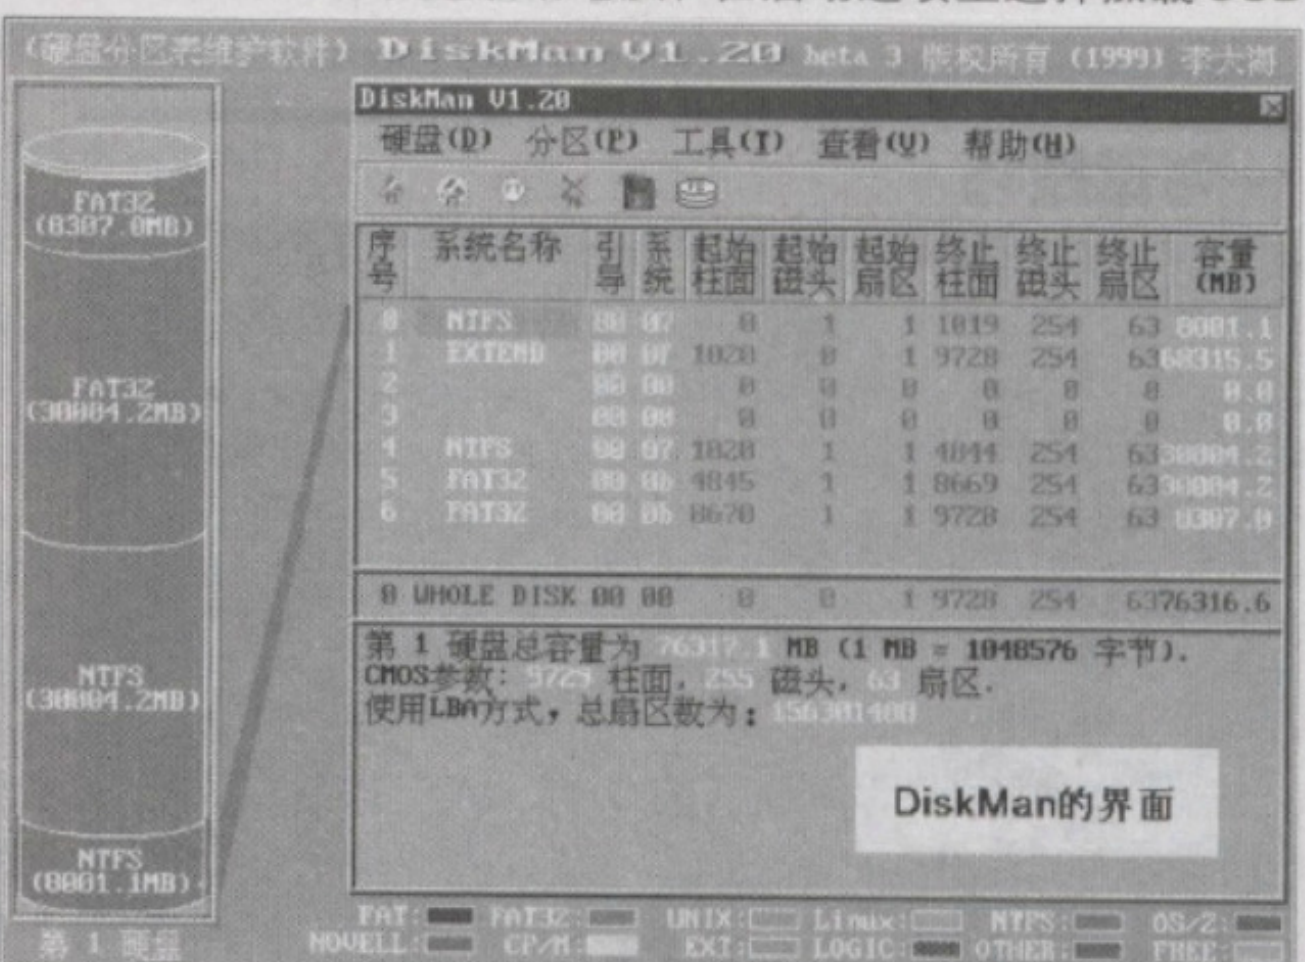 (硬盘分区表维护软件) DiskMan V1.20 beta 3 版权所有 (1999) 李大海
DiskMan V1.20
硬盘(D) 分区(P) 工具(T) 查看(V) 帮助(H)
FAT32
(8307.0MB)
FAT32
(30004.2MB)
NTFS
(30004.2MB)
NTFS
(8001.1MB)
第 1 硬盘
序号 系统名称 引导 系统 起始柱面 起始磁头 起始扇区 终止柱面 终止磁头 终止扇区 容量(MB)
0 NTFS 00 07 0 1 1 1019 254 63 8001.1
1 EXTEND 00 0F 1020 0 1 9728 254 63 68315.5
2 00 00 0 0 0 0 0 0 0.0
3 00 00 0 0 0 0 0 0 0.0
4 NTFS 00 07 1020 1 1 4844 254 63 30004.2
5 FAT32 00 0b 4845 1 1 8669 254 63 30004.2
6 FAT32 00 0b 8670 1 1 9728 254 63 8307.0
0 WHOLE DISK 00 00 0 0 1 9728 254 63 76316.6
第 1 硬盘总容量为 76317.1 MB (1 MB = 1048576 字节).
CMOS参数: 9729 柱面, 255 磁头, 63 扇区.
使用LBA方式,总扇区数为: 156301488
DiskMan的界面
FAT: FAT32: UNIX: Linux: NTFS: OS/2:
NOVELL: CP/M: EXT: LOGIC: OTHER: FREE: